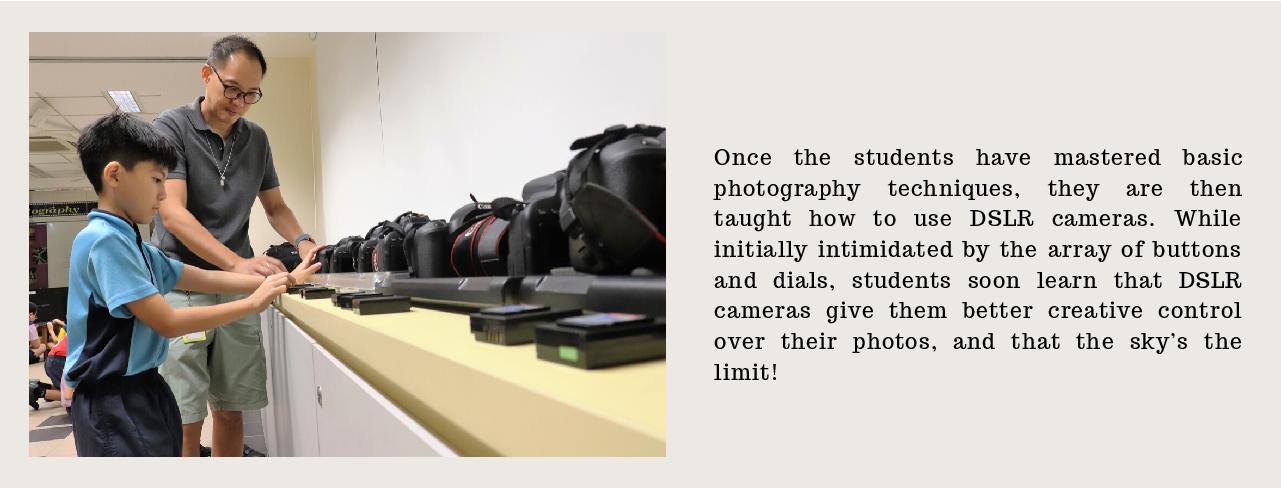 ography
Canon
Once the students have mastered basic
photography techniques, they are then
taught how to use DSLR cameras. While
initially intimidated by the array of buttons
and dials, students soon learn that DSLR
cameras give them better creative control
over their photos, and that the sky’s the
limit!